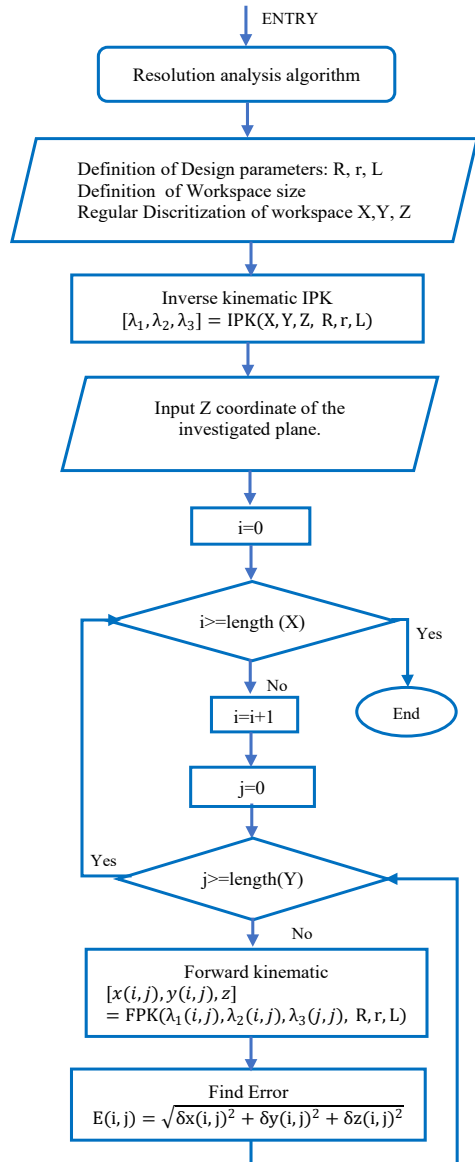 ENTRY
Resolution analysis algorithm
Definition of Design parameters: R, r, L
Definition of Workspace size
Regular Discritization of workspace X,Y, Z
Inverse kinematic IPK
[λ₁, λ₂, λ₃] = IPK(X, Y, Z, R, r, L)
Input Z coordinate of the
investigated plane.
i=0
i>=length (X)
Yes
No
End
i=i+1
j=0
Yes
j>=length(Y)
No
Forward kinematic
[x(i, j), y(i, j), z]
= FPK(λ₁(i, j), λ₂(i, j), λ₃(j, j), R, r, L)
Find Error
E(i, j) = √δx(i, j)² + δy(i, j)² + δz(i, j)²